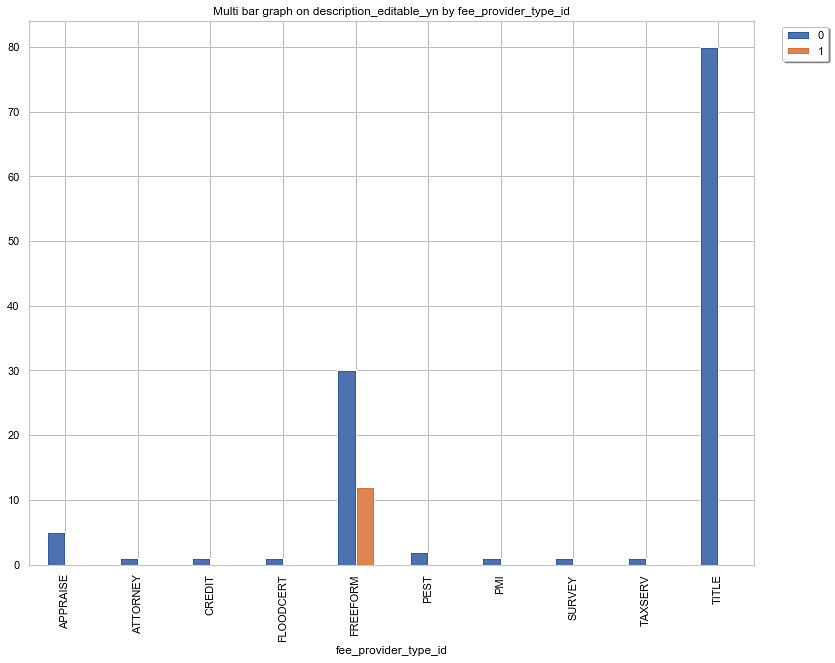 Multi bar graph on description_editable_yn by fee_provider_type_id
0
1
80
70
60
50
40
30
20
10
0
APPRAISE
ATTORNEY
CREDIT
FLOODCERT
FREEFORM
PEST
PMI
SURVEY
TAXSERV
TITLE
fee_provider_type_id